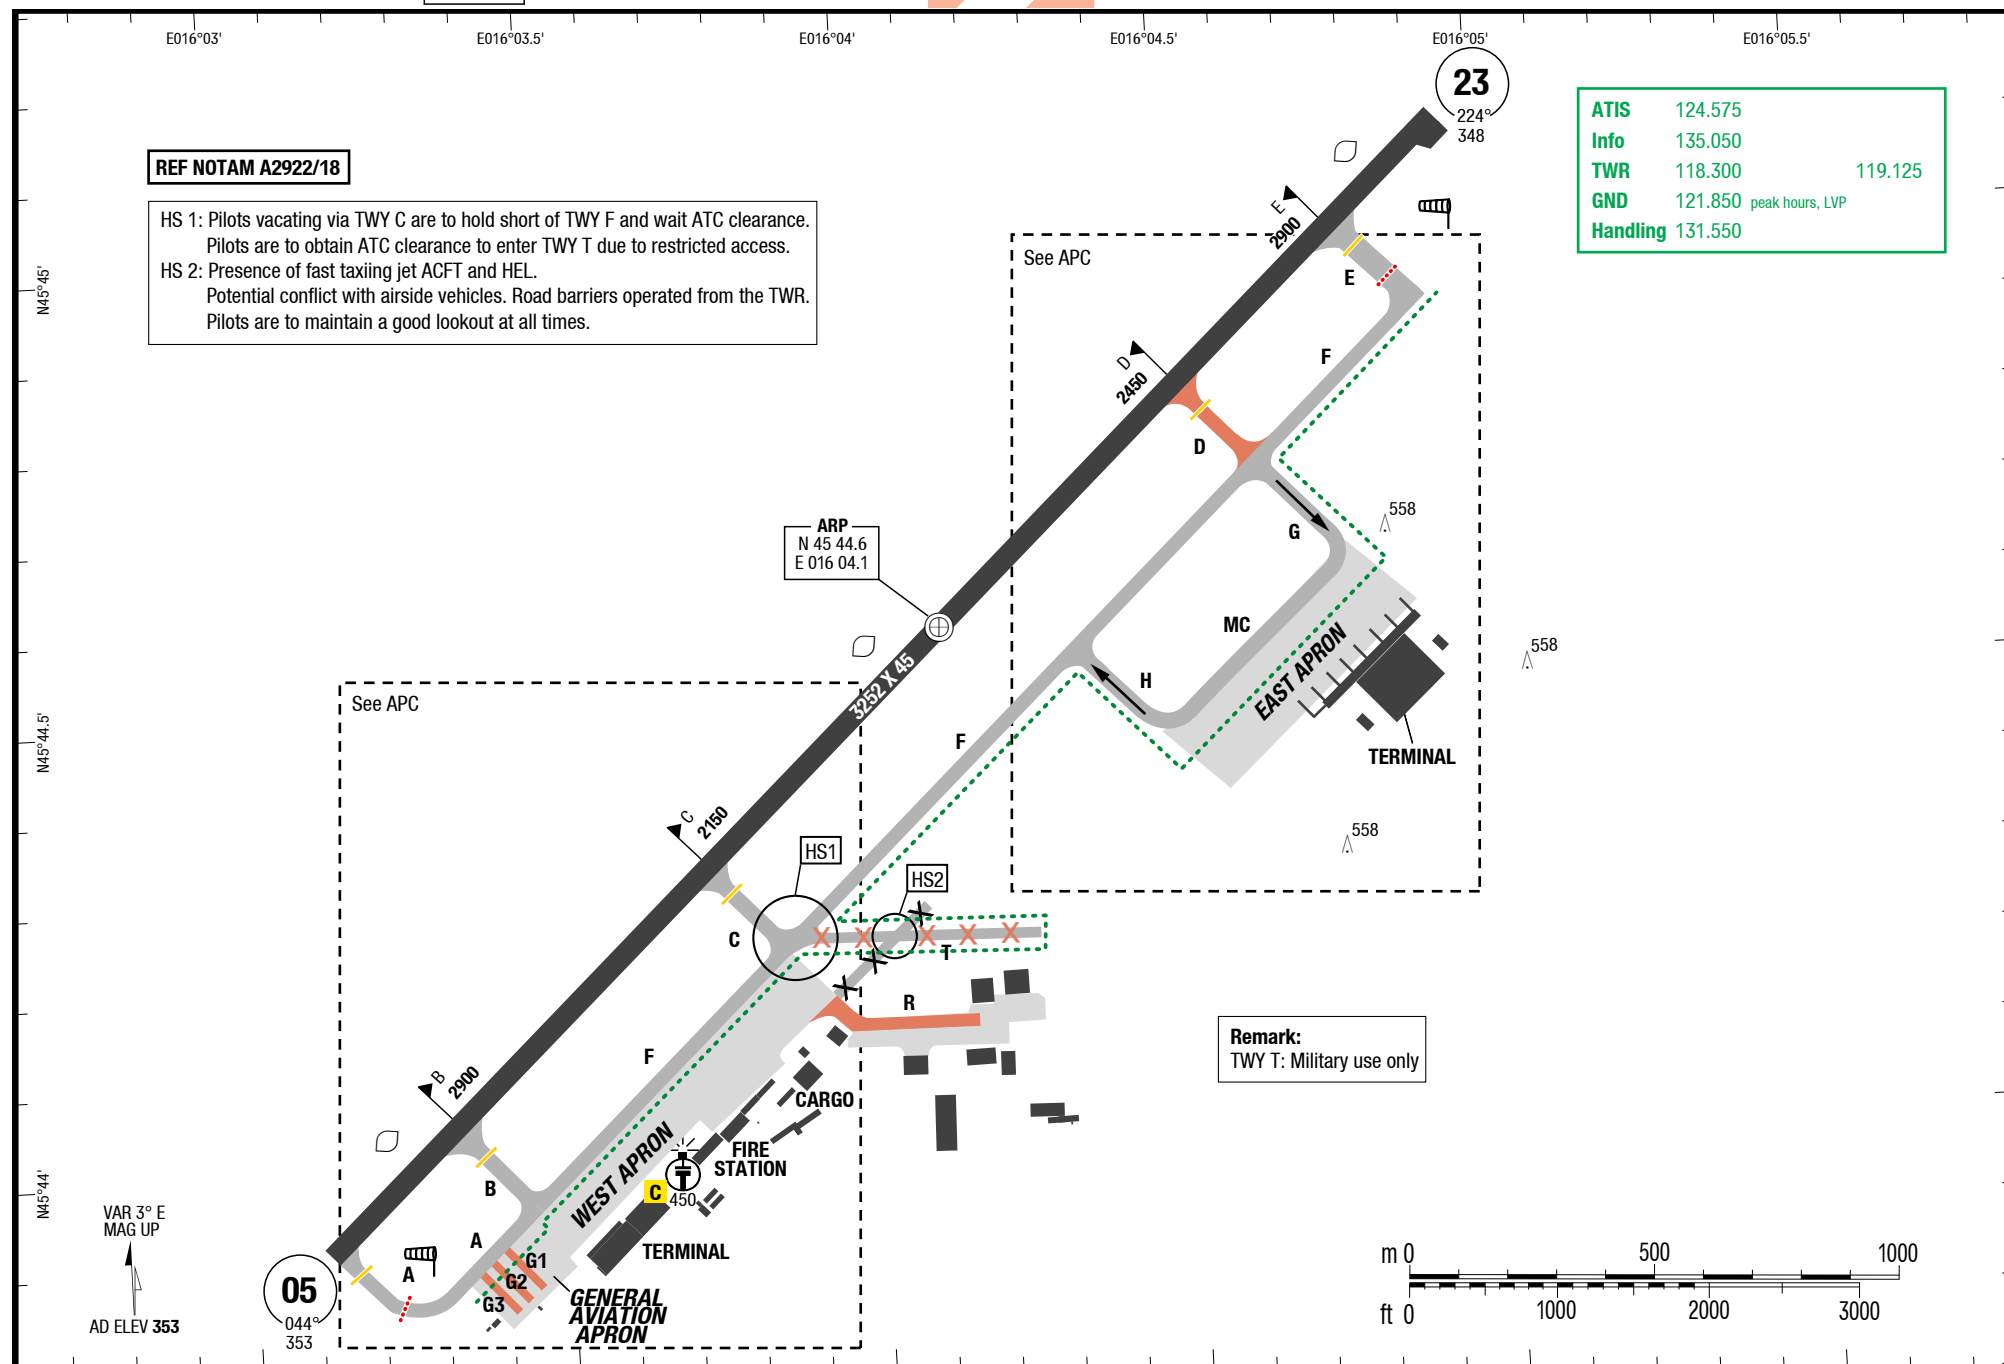 E016°03'
E016°03.5'
E016°04'
E016°04.5'
E016°05'
E016°05.5'
23
224°
348
ATIS 124.575
Info 135.050
TWR 118.300 119.125
GND 121.850 peak hours, LVP
Handling 131.550
REF NOTAM A2922/18
HS 1: Pilots vacating via TWY C are to hold short of TWY F and wait ATC clearance.
Pilots are to obtain ATC clearance to enter TWY T due to restricted access.
HS 2: Presence of fast taxiing jet ACFT and HEL.
Potential conflict with airside vehicles. Road barriers operated from the TWR.
Pilots are to maintain a good lookout at all times.
N45°45'
See APC
E
2900
E
F
D
2450
D
ARP
N 45 44.6
E 016 04.1
558
G
MC
EAST APRON
558
H
TERMINAL
3252 X 45
See APC
N45°44.5'
F
558
C
2150
HS1
HS2
C
T
R
Remark:
TWY T: Military use only
F
B
2900
CARGO
WEST APRON
FIRE
STATION
B
C
450
N45°44'
VAR 3° E
MAG UP
A
A
G1
G2
G3
TERMINAL
GENERAL
AVIATION
APRON
05
044°
353
AD ELEV 353
m 0 500 1000
ft 0 1000 2000 3000